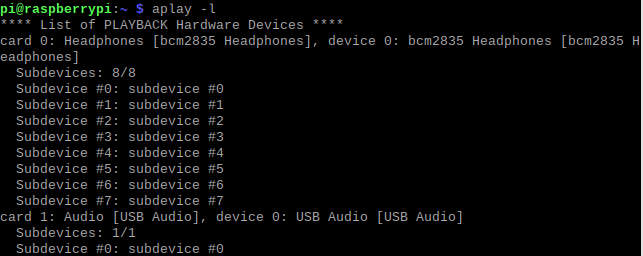 pi@raspberrypi:~ $ aplay -l
**** List of PLAYBACK Hardware Devices ****
card 0: Headphones [bcm2835 Headphones], device 0: bcm2835 Headphones [bcm2835 H
eadphones]
  Subdevices: 8/8
  Subdevice #0: subdevice #0
  Subdevice #1: subdevice #1
  Subdevice #2: subdevice #2
  Subdevice #3: subdevice #3
  Subdevice #4: subdevice #4
  Subdevice #5: subdevice #5
  Subdevice #6: subdevice #6
  Subdevice #7: subdevice #7
card 1: Audio [USB Audio], device 0: USB Audio [USB Audio]
  Subdevices: 1/1
  Subdevice #0: subdevice #0